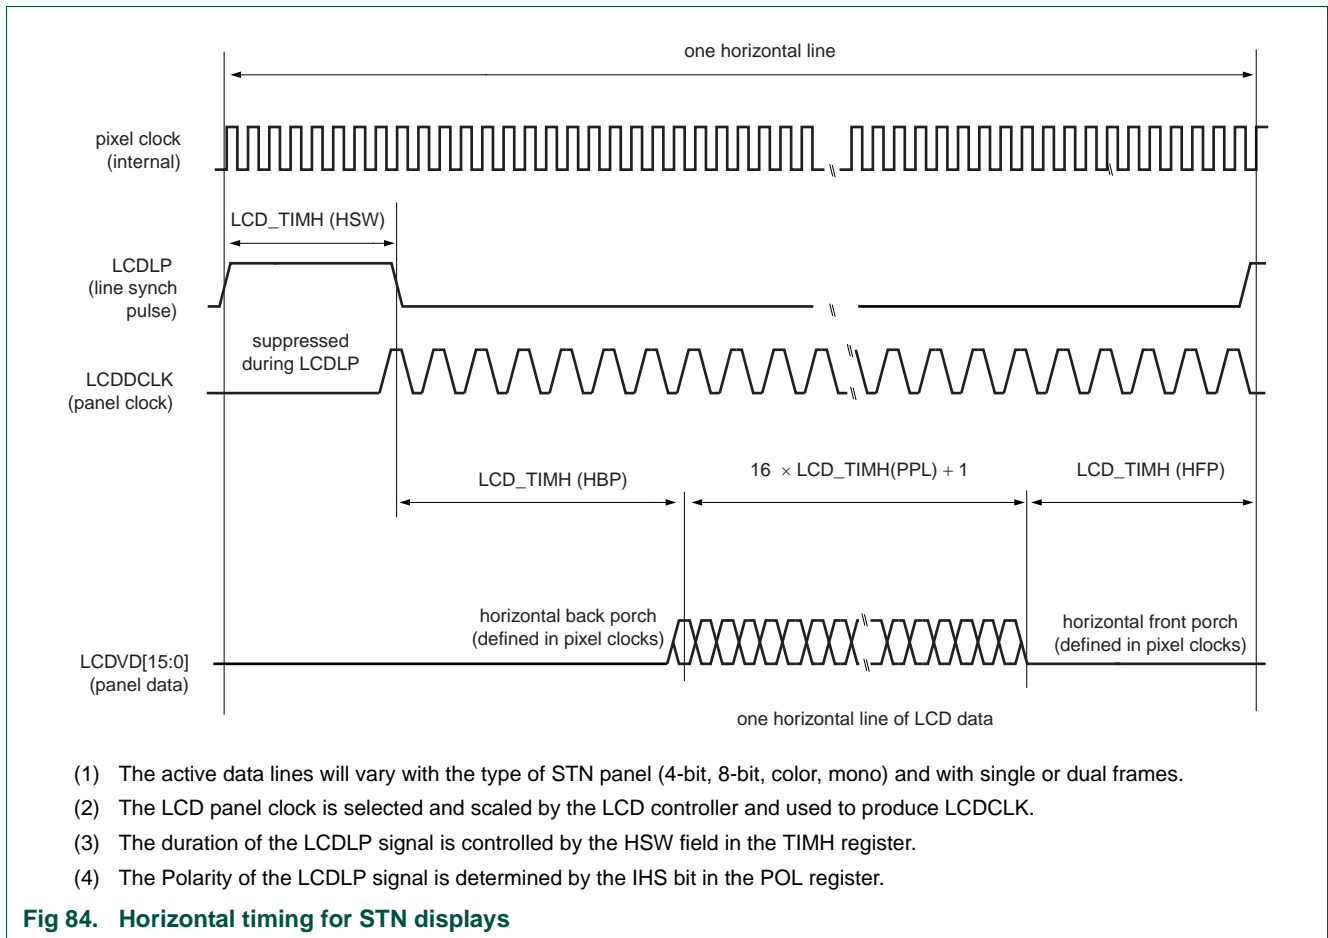 one horizontal line
pixel clock
(internal)
LCD_TIMH (HSW)
LCDLP
(line synch
pulse)
suppressed
during LCDLP
LCDDCLK
(panel clock)
LCD_TIMH (HBP)
16 × LCD_TIMH(PPL) + 1
LCD_TIMH (HFP)
horizontal back porch
(defined in pixel clocks)
horizontal front porch
(defined in pixel clocks)
LCDVD[15:0]
(panel data)
one horizontal line of LCD data
(1) The active data lines will vary with the type of STN panel (4-bit, 8-bit, color, mono) and with single or dual frames.
(2) The LCD panel clock is selected and scaled by the LCD controller and used to produce LCDCLK.
(3) The duration of the LCDLP signal is controlled by the HSW field in the TIMH register.
(4) The Polarity of the LCDLP signal is determined by the IHS bit in the POL register.
Fig 84. Horizontal timing for STN displays